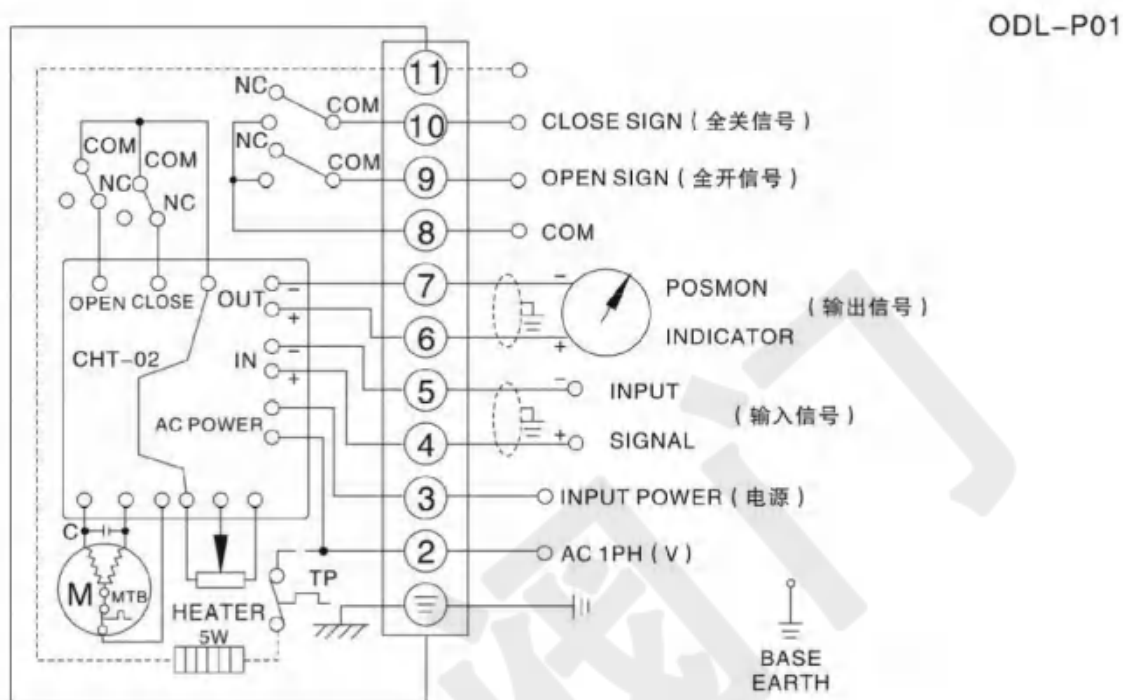 ODL-P01
11
NC
COM
10
CLOSE SIGN ( 全关信号 )
NC
COM
COM
COM
9
OPEN SIGN ( 全开信号 )
NC
NC
8
COM
OPEN
CLOSE
OUT
-
7
-
POSMON
( 输出信号 )
+
6
+
INDICATOR
CHT-02
IN
-
5
-
INPUT
( 输入信号 )
+
AC POWER
4
+
SIGNAL
3
INPUT POWER ( 电源 )
C
2
AC 1PH ( V )
TP
M
MTB
HEATER
5W
BASE
EARTH
阀门